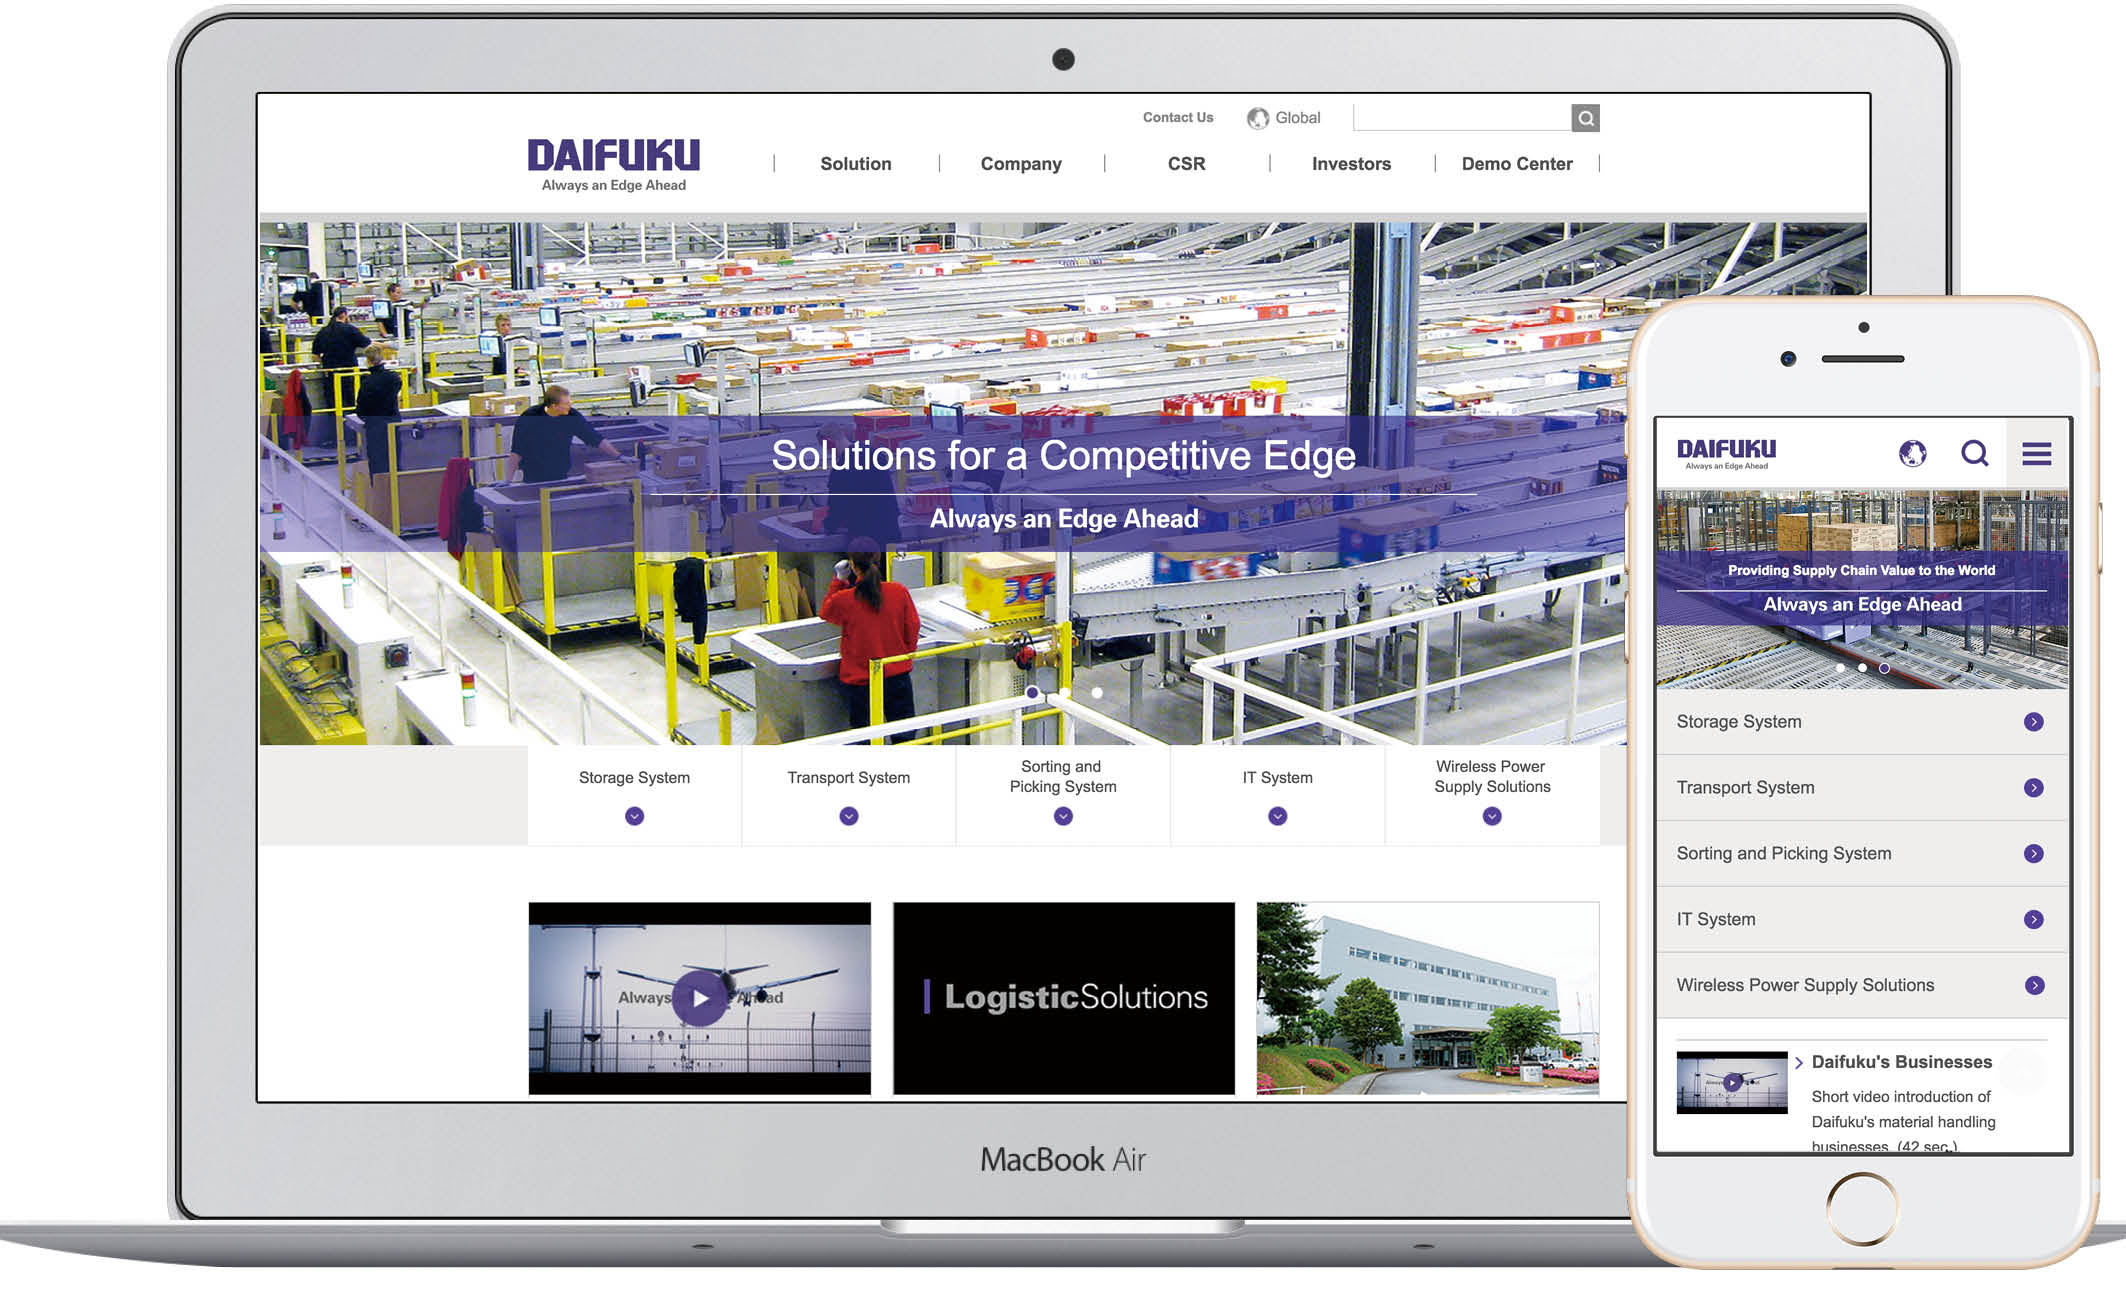 Contact Us
Global
DAIFUKU
Always an Edge Ahead
Solution
Company
CSR
Investors
Demo Center
Solutions for a Competitive Edge
Always an Edge Ahead
Storage System
Transport System
Sorting and
Picking System
IT System
Wireless Power
Supply Solutions
Always an Edge Ahead
LogisticSolutions
MacBook Air
DAIFUKU
Always an Edge Ahead
Providing Supply Chain Value to the World
Always an Edge Ahead
Storage System
Transport System
Sorting and Picking System
IT System
Wireless Power Supply Solutions
Daifuku's Businesses
Short video introduction of
Daifuku's material handling
businesses. (42 sec.)